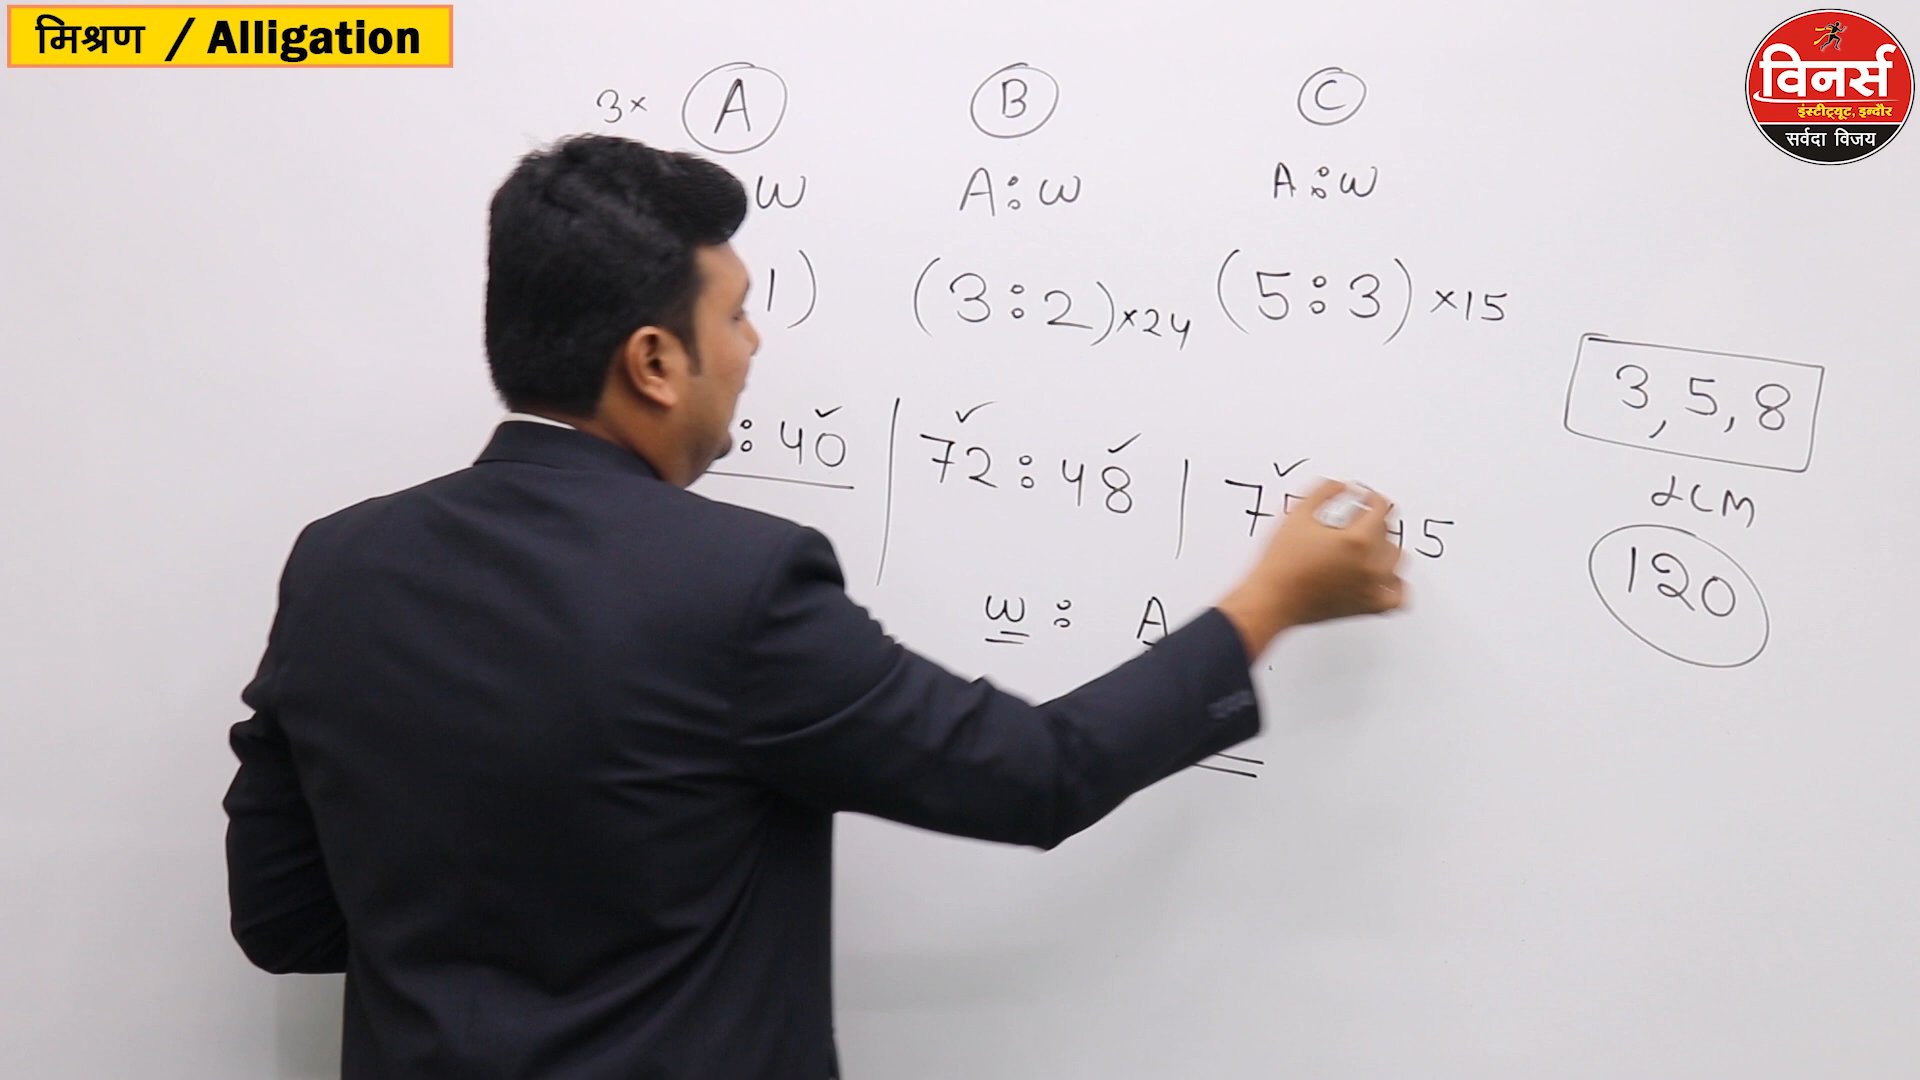 मिश्रण / Alligation
विनर्स
इंस्टीट्यूट, इन्दौर
सर्वदा विजय
3× A B C
W A:W A:W
1) (3:2)×24 (5:3)×15
3,5,8
:40 | 72:48 | 7 45
LCM
120
W: A